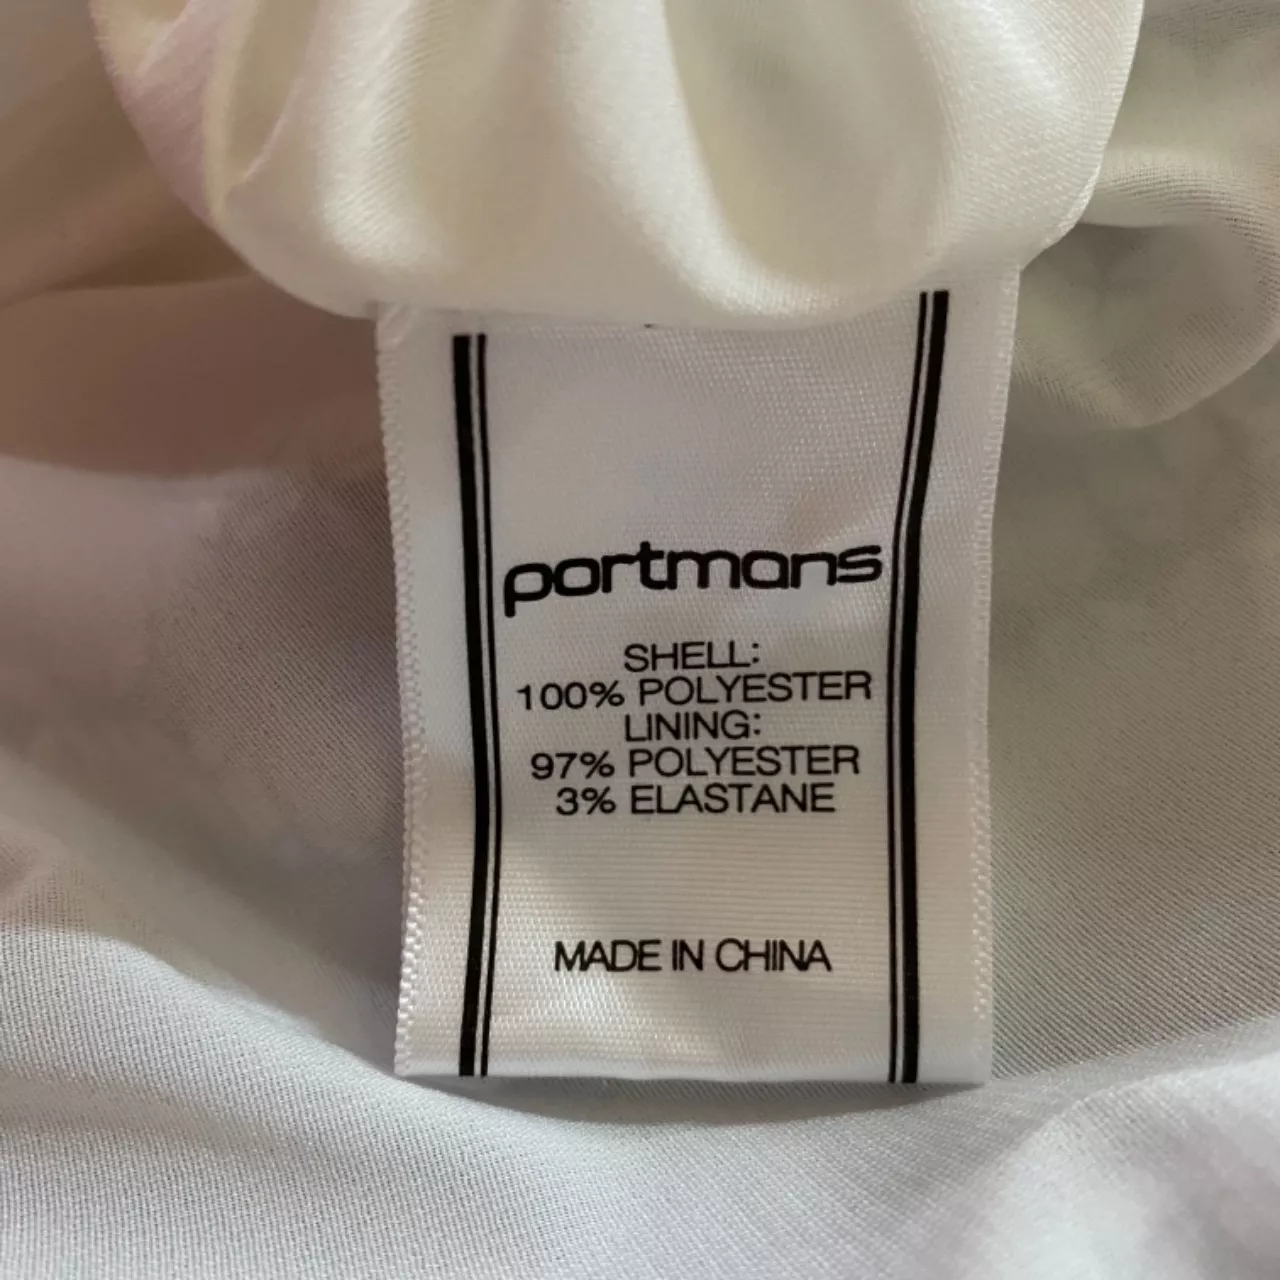 portmans
SHELL:
100% POLYESTER
LINING:
97% POLYESTER
3% ELASTANE
MADE IN CHINA